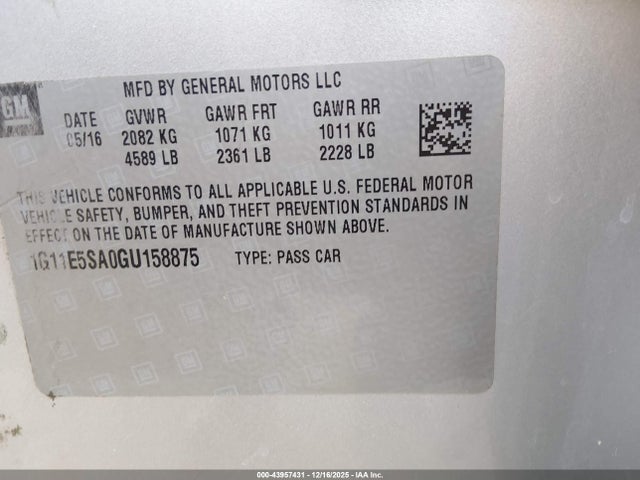 GM
MFD BY GENERAL MOTORS LLC
DATE GVWR GAWR FRT GAWR RR
05/16 2082 KG 1071 KG 1011 KG
4589 LB 2361 LB 2228 LB
THIS VEHICLE CONFORMS TO ALL APPLICABLE U.S. FEDERAL MOTOR
VEHICLE SAFETY, BUMPER, AND THEFT PREVENTION STANDARDS IN
EFFECT ON THE DATE OF MANUFACTURE SHOWN ABOVE.
1G11E5SA0GU158875 TYPE: PASS CAR
000-43957431 - 12/16/2025 - IAA Inc.